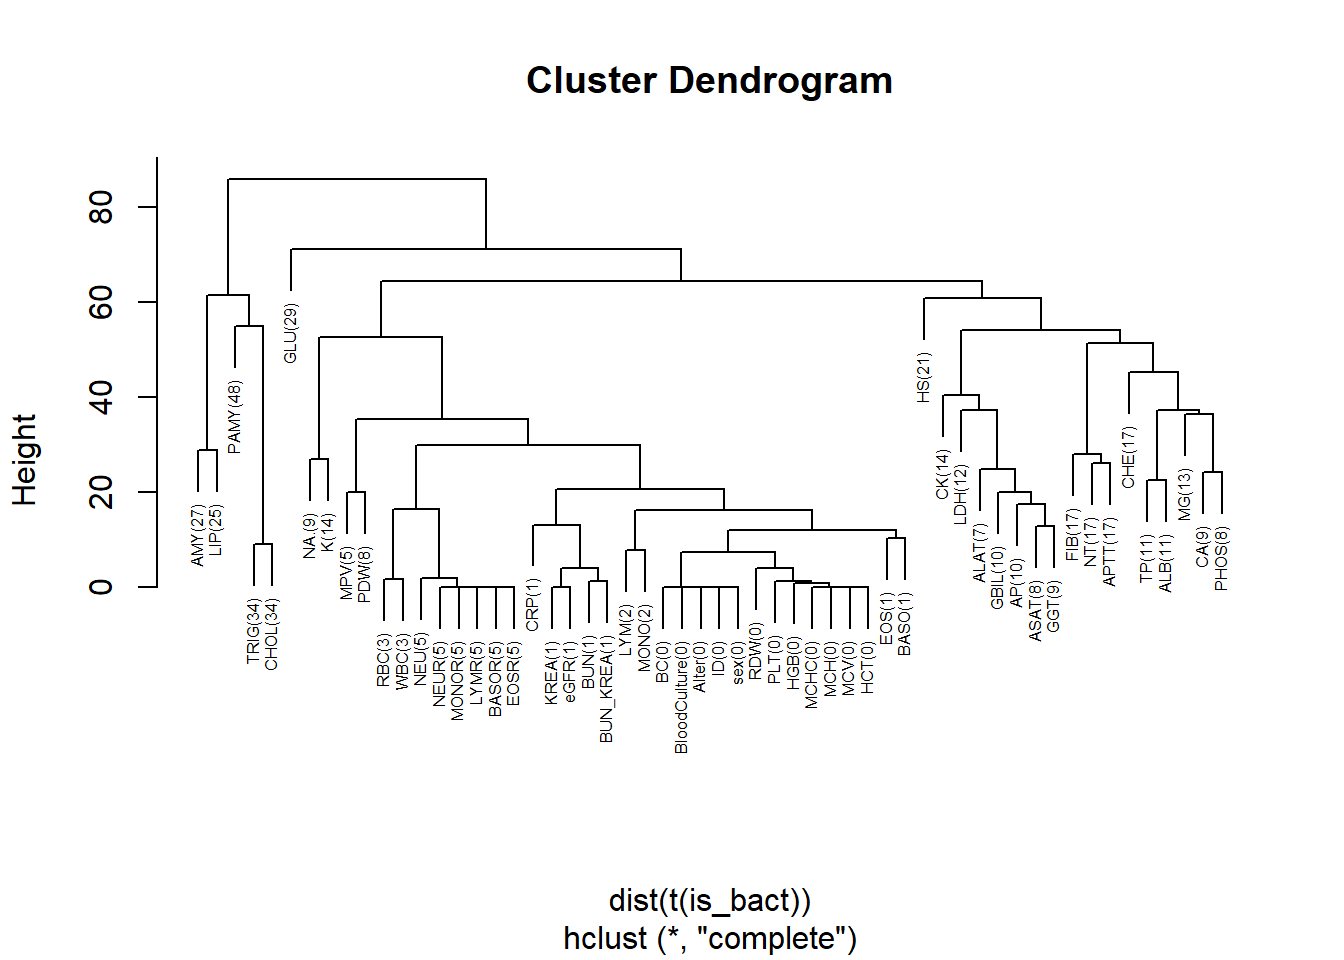 Cluster Dendrogram
Height
80
60
40
20
0
AMY(27)
LIP(25)
PAMY(48)
TRIG(34)
CHOL(34)
GLU(29)
NA.(9)
K(14)
MPV(5)
PDW(8)
RBC(3)
WBC(3)
NEU(5)
NEUR(5)
MONOR(5)
LYMR(5)
BASOR(5)
EOSR(5)
CRP(1)
KREA(1)
eGFR(1)
BUN(1)
BUN_KREA(1)
LYM(2)
MONO(2)
BC(0)
BloodCulture(0)
Alter(0)
ID(0)
sex(0)
RDW(0)
PLT(0)
HGB(0)
MCHC(0)
MCH(0)
MCV(0)
HCT(0)
EOS(1)
BASO(1)
HS(21)
CK(14)
LDH(12)
ALAT(7)
GBIL(10)
AP(10)
ASAT(8)
GGT(9)
FIB(17)
NT(17)
APTT(17)
CHE(17)
TP(11)
ALB(11)
MG(13)
CA(9)
PHOS(8)
dist(t(is_bact))
hclust (*, "complete")